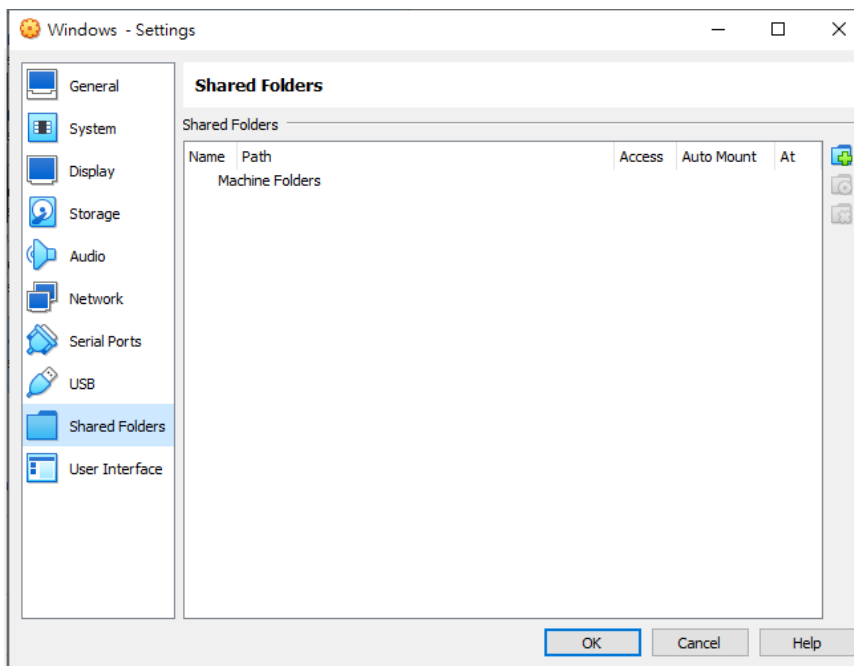 Windows - Settings
General
System
Display
Storage
Audio
Network
Serial Ports
USB
Shared Folders
User Interface
Shared Folders
Shared Folders
Name Path Access Auto Mount At
Machine Folders
OK Cancel Help